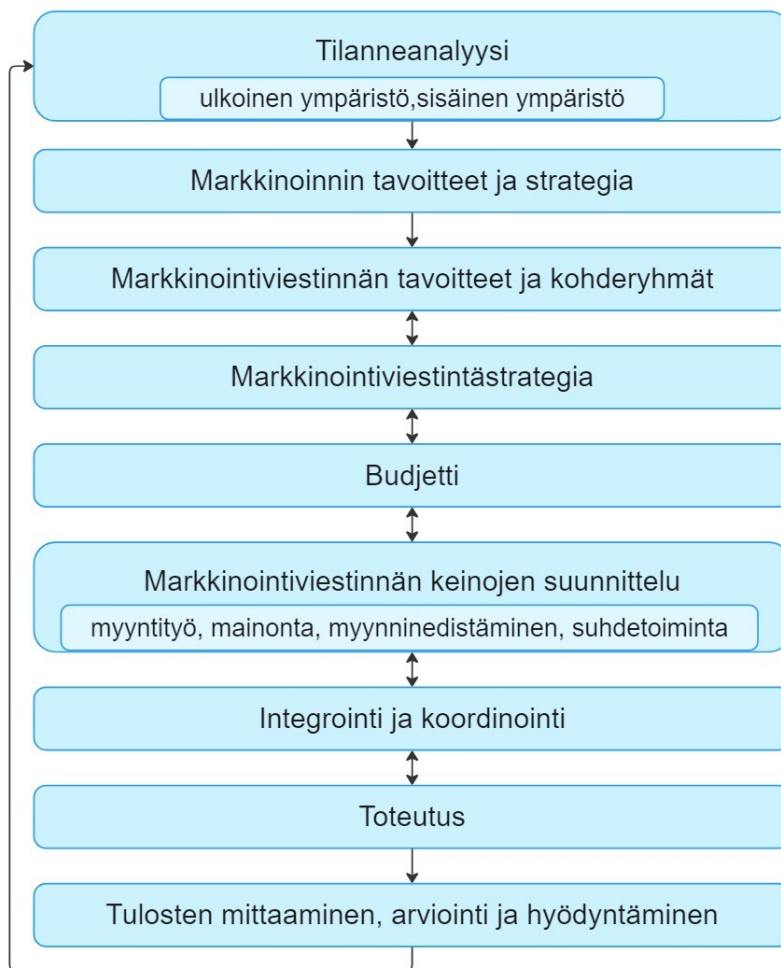 Tilanneanalyysi
ulkoinen ympäristö,sisäinen ympäristö
Markkinoinnin tavoitteet ja strategia
Markkinointiviestinnän tavoitteet ja kohderyhmät
Markkinointiviestintästrategia
Budjetti
Markkinointiviestinnän keinojen suunnittelu
myyntityö, mainonta, myynninedistäminen, suhdetoiminta
Integrointi ja koordinointi
Toteutus
Tulosten mittaaminen, arviointi ja hyödyntäminen